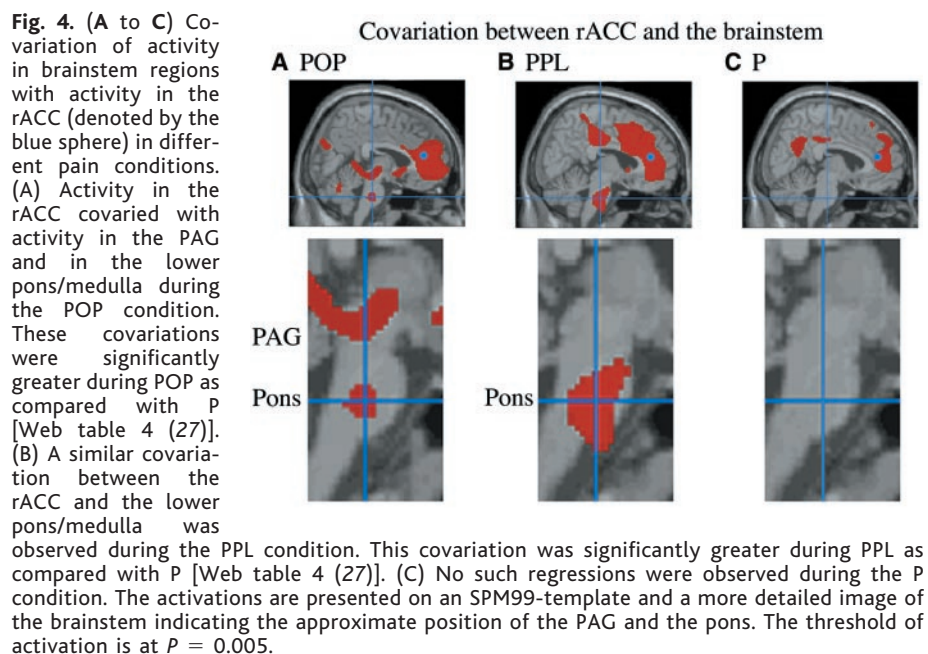 Fig. 4. (A to C) Co-
variation of activity
in brainstem regions
with activity in the
rACC (denoted by the
blue sphere) in differ-
ent pain conditions.
(A) Activity in the
rACC covaried with
activity in the PAG
and in the lower
pons/medulla during
the POP condition.
These covariations
were significantly
greater during POP as
compared with P
[Web table 4 (27)].
(B) A similar covaria-
tion between the
rACC and the lower
pons/medulla was
observed during the PPL condition. This covariation was significantly greater during PPL as
compared with P [Web table 4 (27)]. (C) No such regressions were observed during the P
condition. The activations are presented on an SPM99-template and a more detailed image of
the brainstem indicating the approximate position of the PAG and the pons. The threshold of
activation is at P = 0.005.
Covariation between rACC and the brainstem
A POP
B PPL
C P
PAG
Pons
Pons